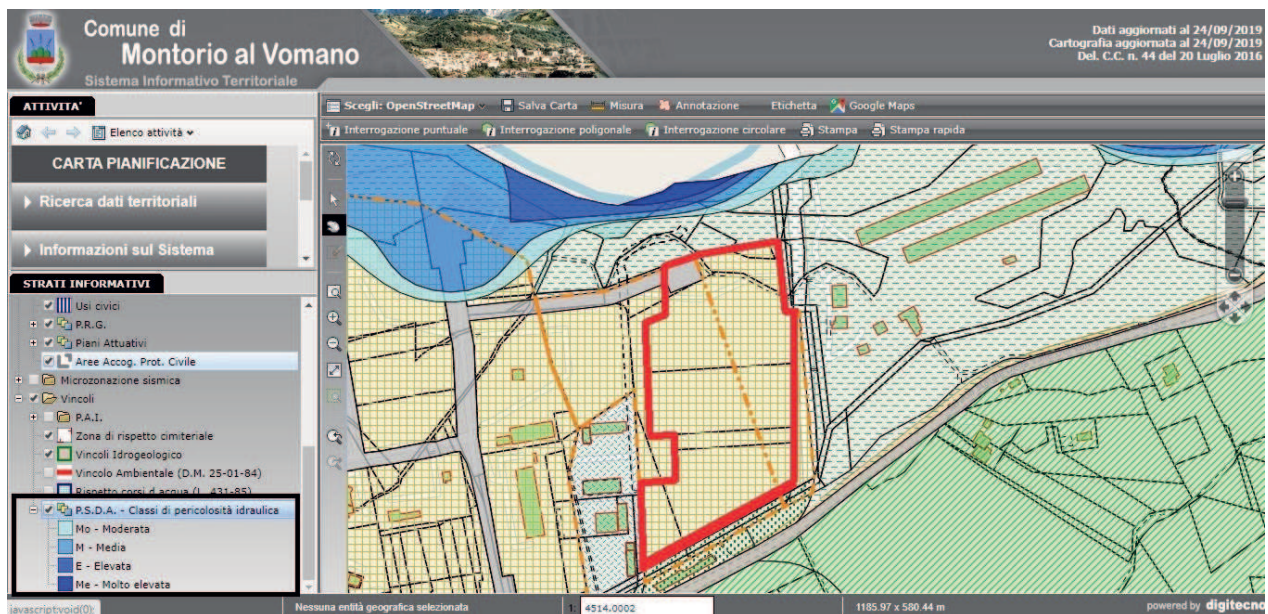 Comune di
Montorio al Vomano
Sistema Informativo Territoriale
Dati aggiornati al 24/09/2019
Cartografia aggiornata al 24/09/2019
Del. C.C. n. 44 del 20 Luglio 2016
ATTIVITA'
Elenco attività
CARTA PIANIFICAZIONE
Ricerca dati territoriali
Informazioni sul Sistema
Scegli: OpenStreetMap Salva Carta Misura Annotazione Etichetta Google Maps
Interrogazione puntuale Interrogazione poligonale Interrogazione circolare Stampa Stampa rapida
STRATI INFORMATIVI
Usi civici
P.R.G.
Piani Attuativi
Aree Accog. Prot. Civile
Microzonazione sismica
Vincoli
P.A.I.
Zona di rispetto cimiteriale
Vincoli Idrogeologico
Vincolo Ambientale (D.M. 25-01-84)
Rispetto corsi d acqua (L. 431-85)
P.S.D.A. - Classi di pericolosità idraulica
Mo - Moderata
M - Media
E - Elevata
Me - Molto elevata
javascript:void(0);
Nessuna entità geografica selezionata
1: 4514.0002
1185.97 x 580.44 m
powered by digitecno